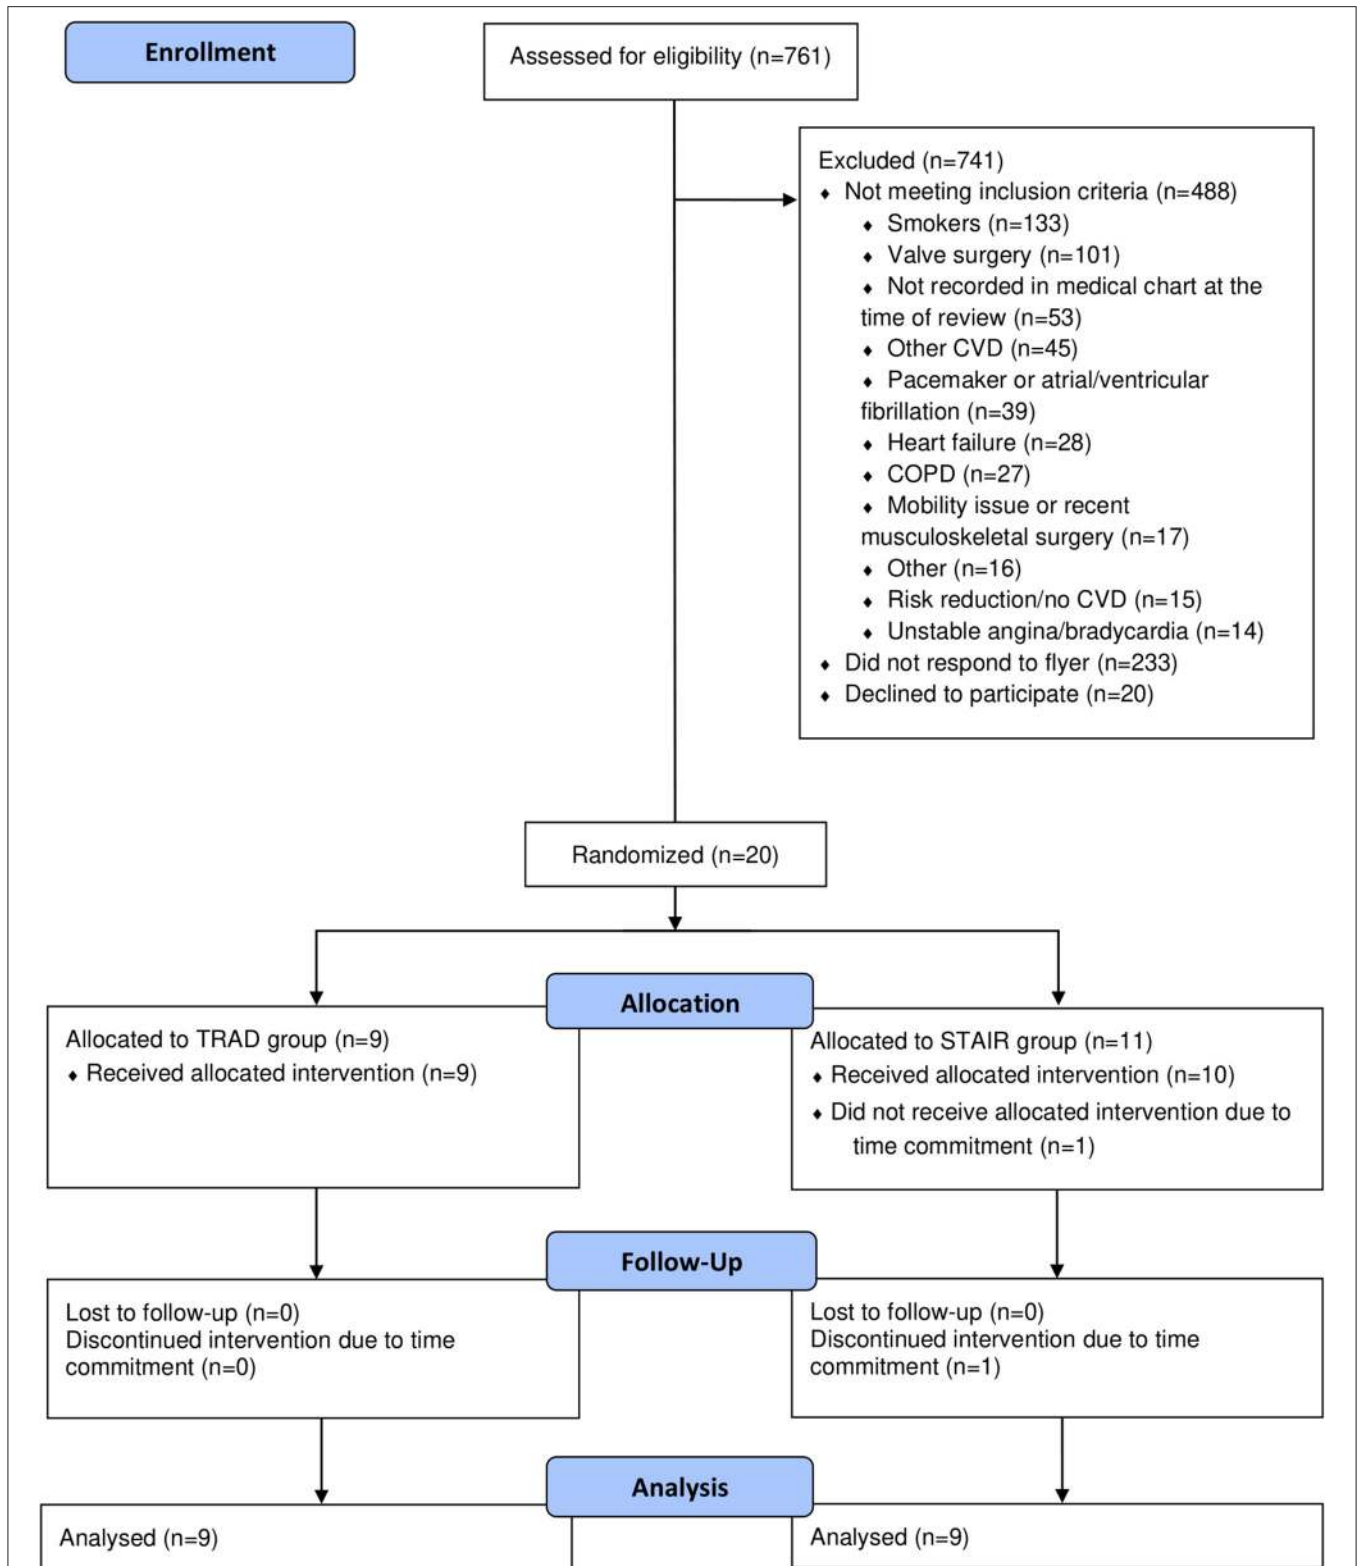 Enrollment
Assessed for eligibility (n=761)
Excluded (n=741)
⬧ Not meeting inclusion criteria (n=488)
⬧ Smokers (n=133)
⬧ Valve surgery (n=101)
⬧ Not recorded in medical chart at the
time of review (n=53)
⬧ Other CVD (n=45)
⬧ Pacemaker or atrial/ventricular
fibrillation (n=39)
⬧ Heart failure (n=28)
⬧ COPD (n=27)
⬧ Mobility issue or recent
musculoskeletal surgery (n=17)
⬧ Other (n=16)
⬧ Risk reduction/no CVD (n=15)
⬧ Unstable angina/bradycardia (n=14)
⬧ Did not respond to flyer (n=233)
⬧ Declined to participate (n=20)
Randomized (n=20)
Allocation
Allocated to TRAD group (n=9)
⬧ Received allocated intervention (n=9)
Allocated to STAIR group (n=11)
⬧ Received allocated intervention (n=10)
⬧ Did not receive allocated intervention due to
time commitment (n=1)
Follow-Up
Lost to follow-up (n=0)
Discontinued intervention due to time
commitment (n=0)
Lost to follow-up (n=0)
Discontinued intervention due to time
commitment (n=1)
Analysis
Analysed (n=9)
Analysed (n=9)